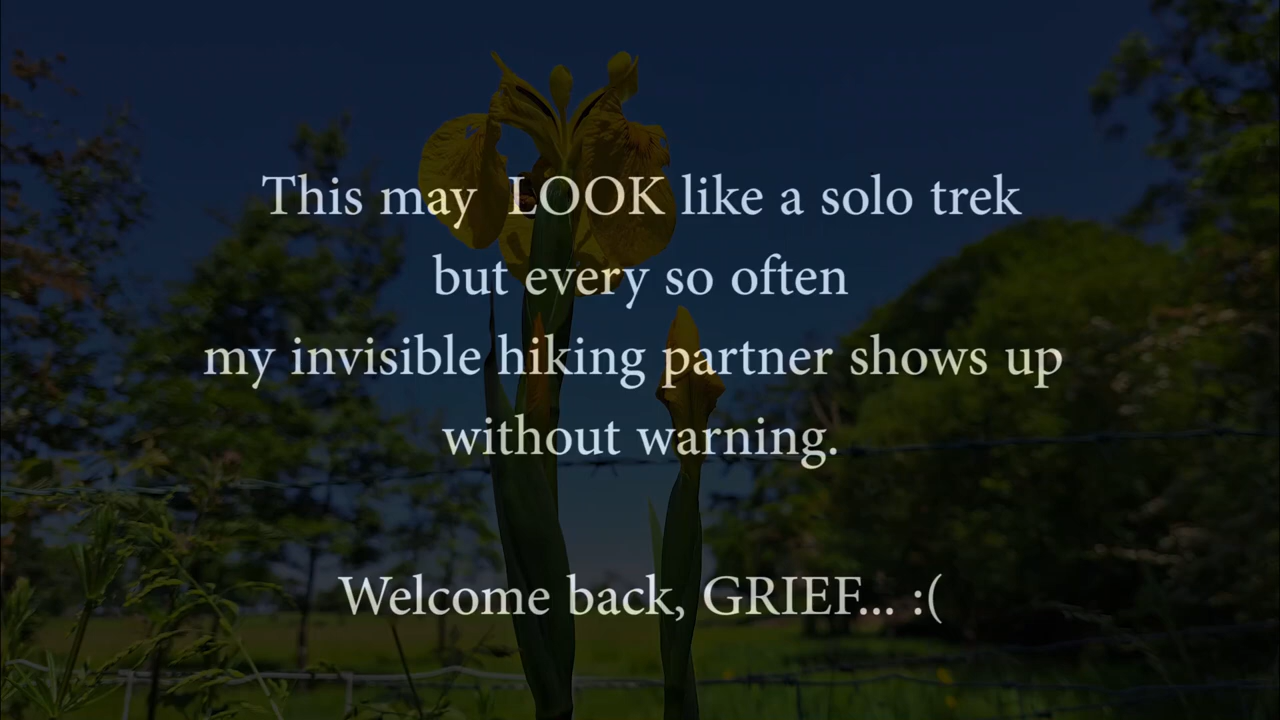 This may  LOOK like a solo trek
but every so often
my invisible hiking partner shows up
without warning.
Welcome back, GRIEF... :(